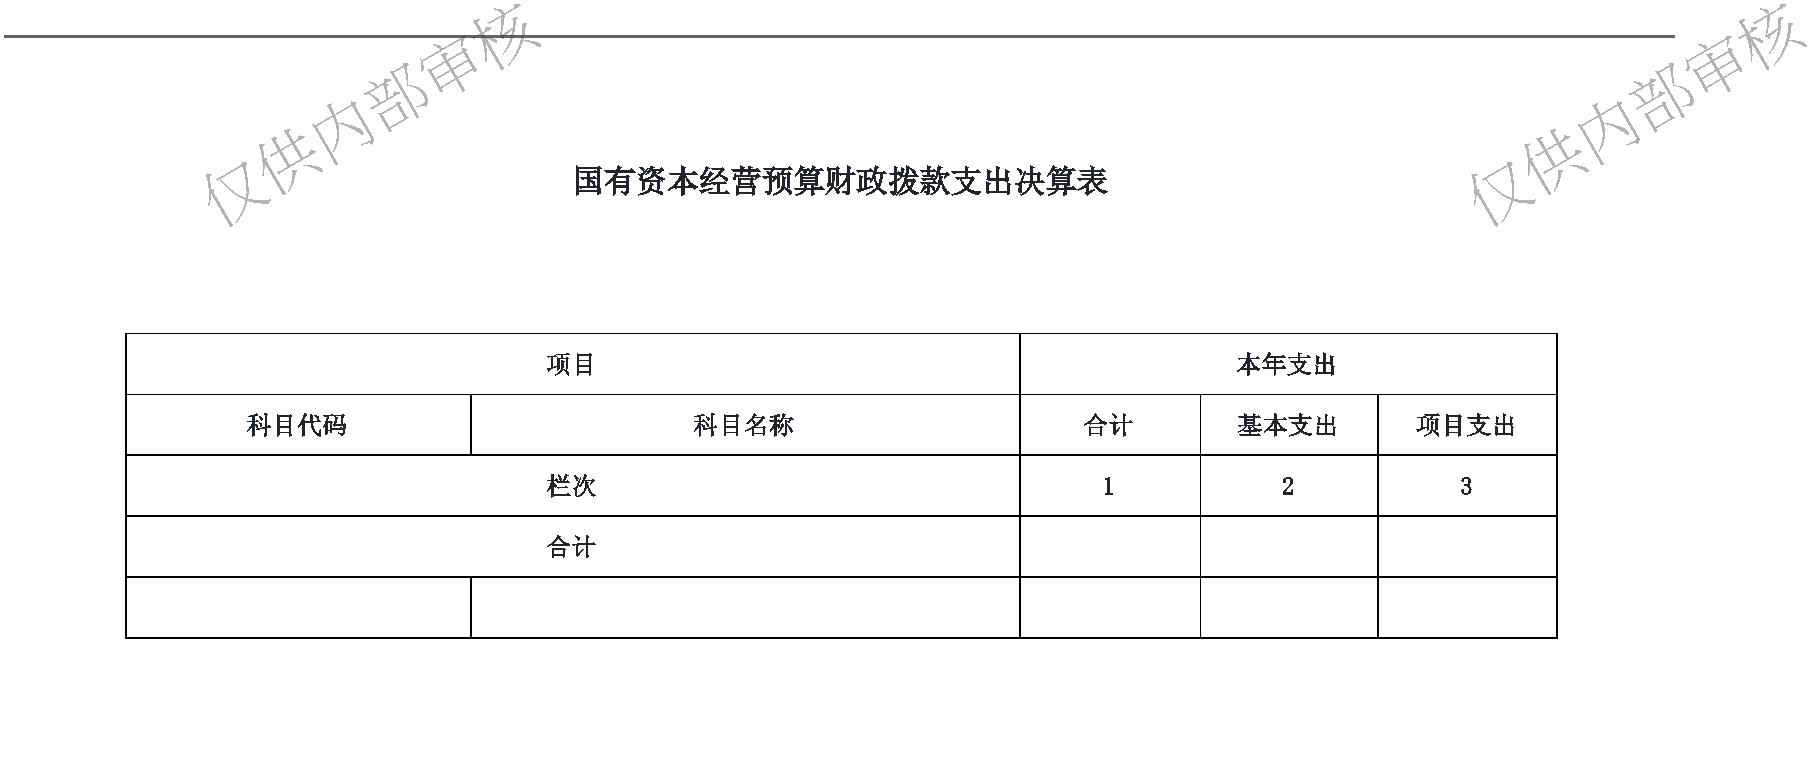 仅供内部审核
仅供内部审核
国有资本经营预算财政拨款支出决算表
项目 本年支出
科目代码 科目名称 合计 基本支出 项目支出
栏次 1 2 3
合计